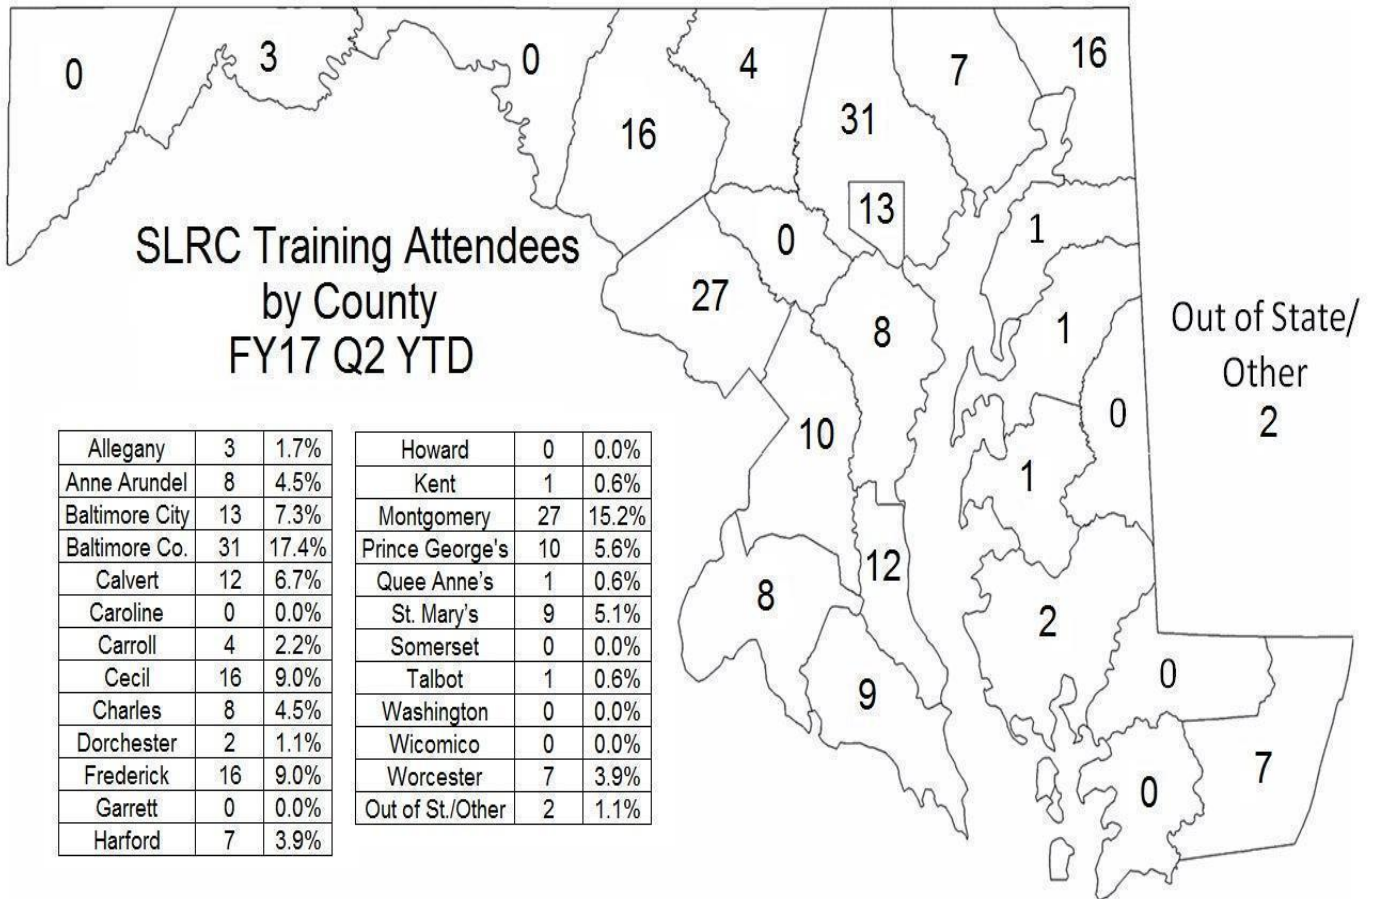 0
3
0
16
4
31
7
16
13
0
1
27
8
1
SLRC Training Attendees
by County
FY17 Q2 YTD
Out of State/
Other
2
10
0
1
12
8
2
9
0
7
0
Allegany 3 1.7%
Anne Arundel 8 4.5%
Baltimore City 13 7.3%
Baltimore Co. 31 17.4%
Calvert 12 6.7%
Caroline 0 0.0%
Carroll 4 2.2%
Cecil 16 9.0%
Charles 8 4.5%
Dorchester 2 1.1%
Frederick 16 9.0%
Garrett 0 0.0%
Harford 7 3.9%
Howard 0 0.0%
Kent 1 0.6%
Montgomery 27 15.2%
Prince George's 10 5.6%
Quee Anne's 1 0.6%
St. Mary's 9 5.1%
Somerset 0 0.0%
Talbot 1 0.6%
Washington 0 0.0%
Wicomico 0 0.0%
Worcester 7 3.9%
Out of St./Other 2 1.1%